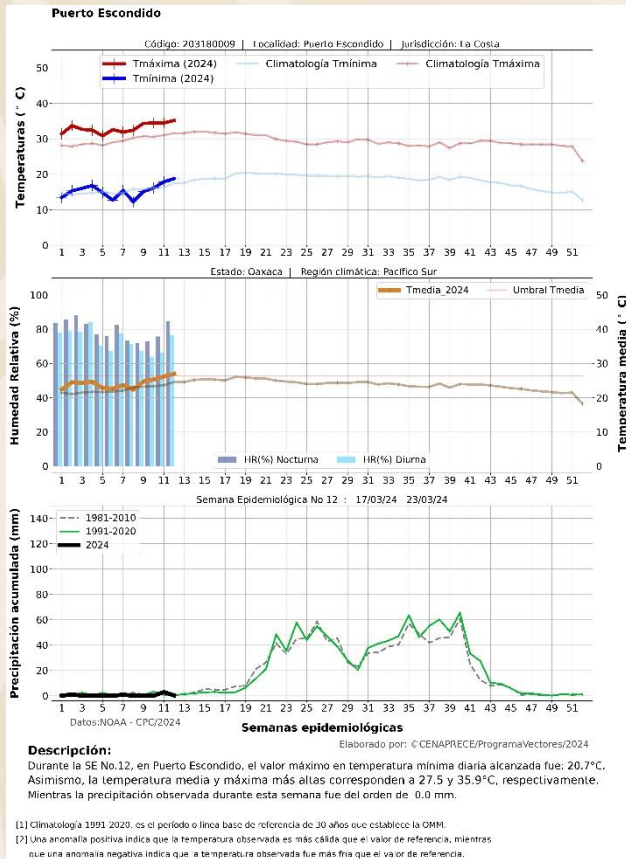 Puerto Escondido
Código: 203180009 | Localidad: Puerto Escondido | Jurisdicción: La Costa
Tmáxima (2024) Climatología Tmínima Climatología Tmáxima
Tmínima (2024)
Temperaturas (° C)
50
40
30
20
10
0
1 3 5 7 9 11 13 15 17 19 21 23 25 27 29 31 33 35 37 39 41 43 45 47 49 51
Estado: Oaxaca | Región climática: Pacífico Sur
Tmedia_2024 Umbral Tmedia
Humedad Relativa (%)
100
80
60
40
20
0
Temperatura media (° C)
50
40
30
20
10
0
HR(%) Nocturna HR(%) Diurna
1 3 5 7 9 11 13 15 17 19 21 23 25 27 29 31 33 35 37 39 41 43 45 47 49 51
Semana Epidemiológica No 12 : 17/03/24 23/03/24
1981-2010
1991-2020
2024
Precipitación acumulada (mm)
140
120
100
80
60
40
20
0
1 3 5 7 9 11 13 15 17 19 21 23 25 27 29 31 33 35 37 39 41 43 45 47 49 51
Datos:NOAA - CPC/2024
Semanas epidemiológicas
Elaborado por: ©CENAPRECE/ProgramaVectores/2024
Descripción:
Durante la SE No.12, en Puerto Escondido, el valor máximo en temperatura mínima diaria alcanzada fue: 20.7°C.
Asimismo, la temperatura media y máxima más altas corresponden a 27.5 y 35.9°C, respectivamente.
Mientras la precipitación observada durante esta semana fue del orden de 0.0 mm.
[1] Climatología 1991-2020, es el período o línea base de referencia de 30 años que establece la OMM.
[2] Una anomalía positiva indica que la temperatura observada es más cálida que el valor de referencia, mientras
que una anomalía negativa indica que la temperatura observada fue más fría que el valor de referencia.